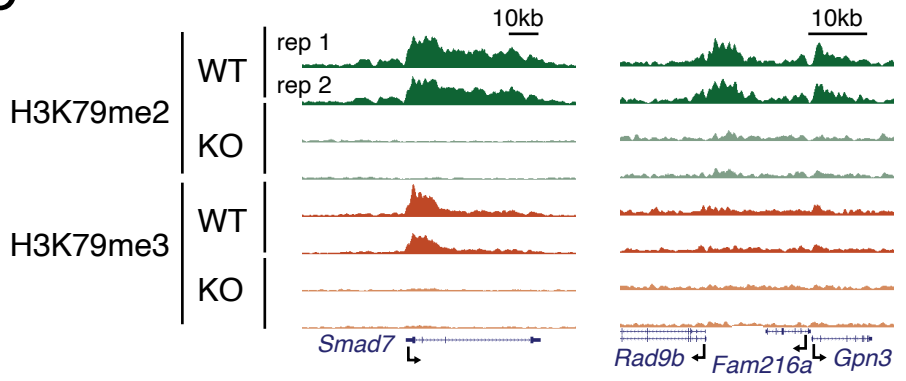 10kb
10kb
rep 1
WT
rep 2
H3K79me2
KO
WT
H3K79me3
KO
Smad7
Rad9b
Fam216a
Gpn3